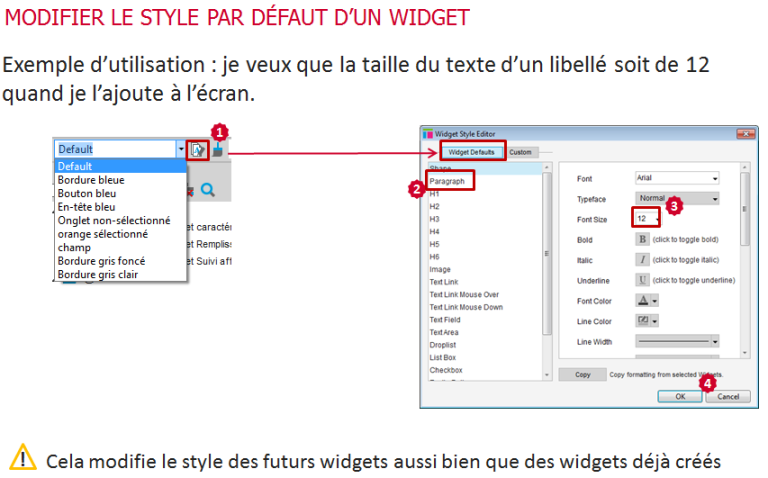 MODIFIER LE STYLE PAR DÉFAUT D'UN WIDGET
Exemple d'utilisation : je veux que la taille du texte d'un libellé soit de 12
quand je l'ajoute à l'écran.
1
Default
Default
Bordure bleue
Bouton bleu
En-tête bleu
Onglet non-sélectionné
orange sélectionné
champ
Bordure gris foncé
Bordure gris clair
et caractér
et Remplis
et Suivi aff
Widget Style Editor
Widget Defaults
Custom
Shape
2
Paragraph
H1
H2
H3
H4
H5
H6
Image
Text Link
Text Link Mouse Over
Text Link Mouse Down
Text Field
Text Area
Droplist
List Box
Checkbox
Font
Arial
Typeface
Normal
3
Font Size
12
Bold
B
(click to toggle bold)
Italic
I
(click to toggle italic)
Underline
U
(click to toggle underline)
Font Color
A
Line Color
Line Width
Copy
Copy formatting from selected Widgets.
4
OK
Cancel
Cela modifie le style des futurs widgets aussi bien que des widgets déjà créés